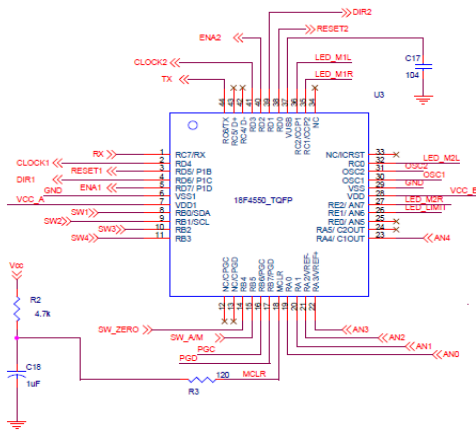 DIR2
RESET2
ENA2
CLOCK2
LED_M1L
LED_M1R
C17
104
TX
U3
44 43 42 41 40 39 38 37 36 35 34
RC6/TX
RC5/ D+
RC4/ D-
RD3
RD2
RD1
RD0
VUSB
RC2/CCP1
RC1/CCP2
NC
RX 1 RC7/RX
CLOCK1 2 RD4
RESET1 3 RD5/ P1B
DIR1 4 RD6/ P1C
ENA1 5 RD7/ P1D
GND 6 VSS1
VCC_A 7 VDD1
SW1 8 RB0/SDA
SW2 9 RB1/SCL
SW3 10 RB2
SW4 11 RB3
18F4550_TQFP
NC/ICRST 33
RC0 32 LED_M2L
OSC2 31 OSC2
OSC1 30 OSC1
VSS 29 GND
VDD 28 VCC_B
RE2/ AN7 27 LED_M2R
RE1/ AN6 26 LED_LIMIT
RE0/ AN5 25
RA5/ C2OUT 24
RA4/ C1OUT 23 AN4
NC/CPGC
NC/CPGD
RB4
RB5
RB6/PGC
RB7/PGD
MCLR
RA0
RA1
RA2/VREF-
RA3/VREF+
12 13 14 15 16 17 18 19 20 21 22
Vcc
R2
4.7k
SW_ZERO
SW_A/M
PGC
PGD
AN3
AN2
AN1
AN0
C18
1uF
120
MCLR
R3